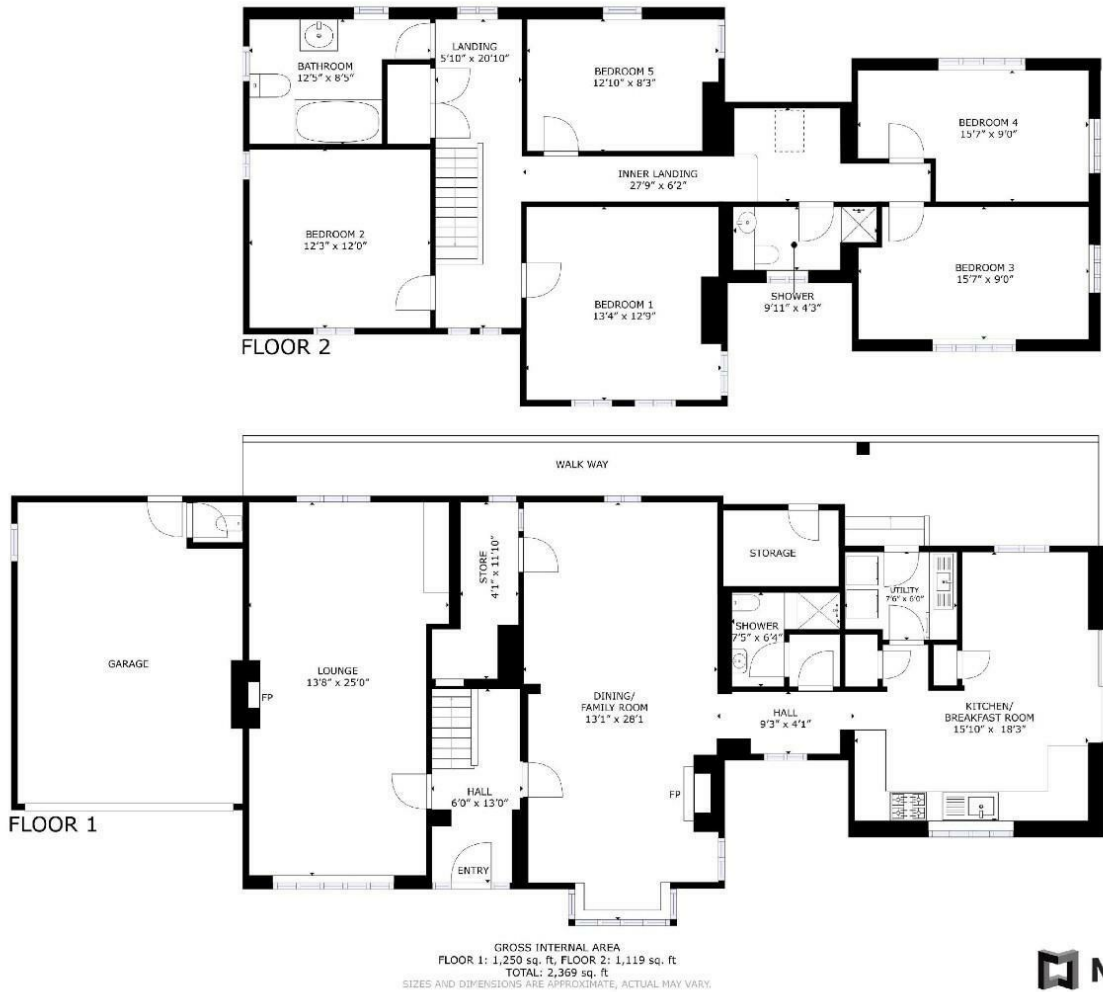 BATHROOM
12'5" x 8'5"
LANDING
5'10" x 20'10"
BEDROOM 5
12'10" x 8'3"
BEDROOM 4
15'7" x 9'0"
INNER LANDING
27'9" x 6'2"
BEDROOM 2
12'3" x 12'0"
BEDROOM 1
13'4" x 12'9"
SHOWER
9'11" x 4'3"
BEDROOM 3
15'7" x 9'0"
FLOOR 2
WALK WAY
GARAGE
LOUNGE
13'8" x 25'0"
FP
STORE
4'1" x 11'10"
HALL
6'0" x 13'0"
ENTRY
DINING/
FAMILY ROOM
13'1" x 28'1
FP
STORAGE
SHOWER
7'5" x 6'4"
HALL
9'3" x 4'1"
UTILITY
7'6" x 6'0"
KITCHEN/
BREAKFAST ROOM
15'10" x 18'3"
FLOOR 1
GROSS INTERNAL AREA
FLOOR 1: 1,250 sq. ft, FLOOR 2: 1,119 sq. ft
TOTAL: 2,369 sq. ft
SIZES AND DIMENSIONS ARE APPROXIMATE, ACTUAL MAY VARY.